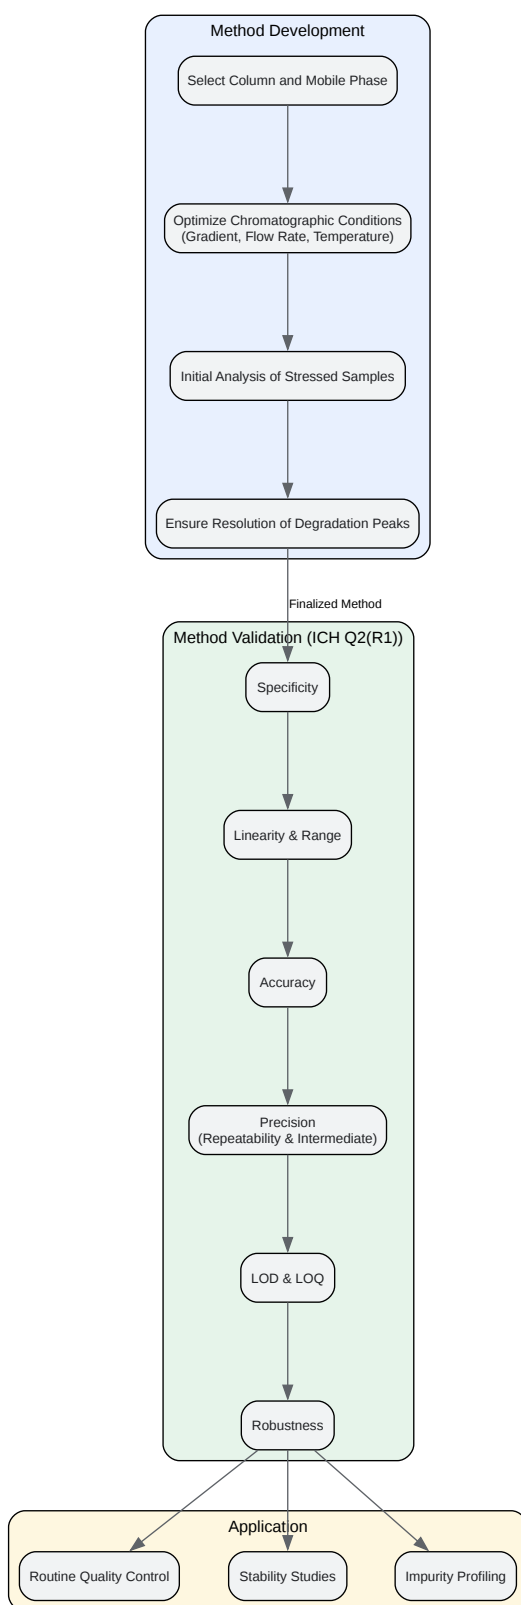 Method Development
Select Column and Mobile Phase
Optimize Chromatographic Conditions
(Gradient, Flow Rate, Temperature)
Initial Analysis of Stressed Samples
Ensure Resolution of Degradation Peaks
Finalized Method
Method Validation (ICH Q2(R1))
Specificity
Linearity & Range
Accuracy
Precision
(Repeatability & Intermediate)
LOD & LOQ
Robustness
Application
Routine Quality Control
Stability Studies
Impurity Profiling